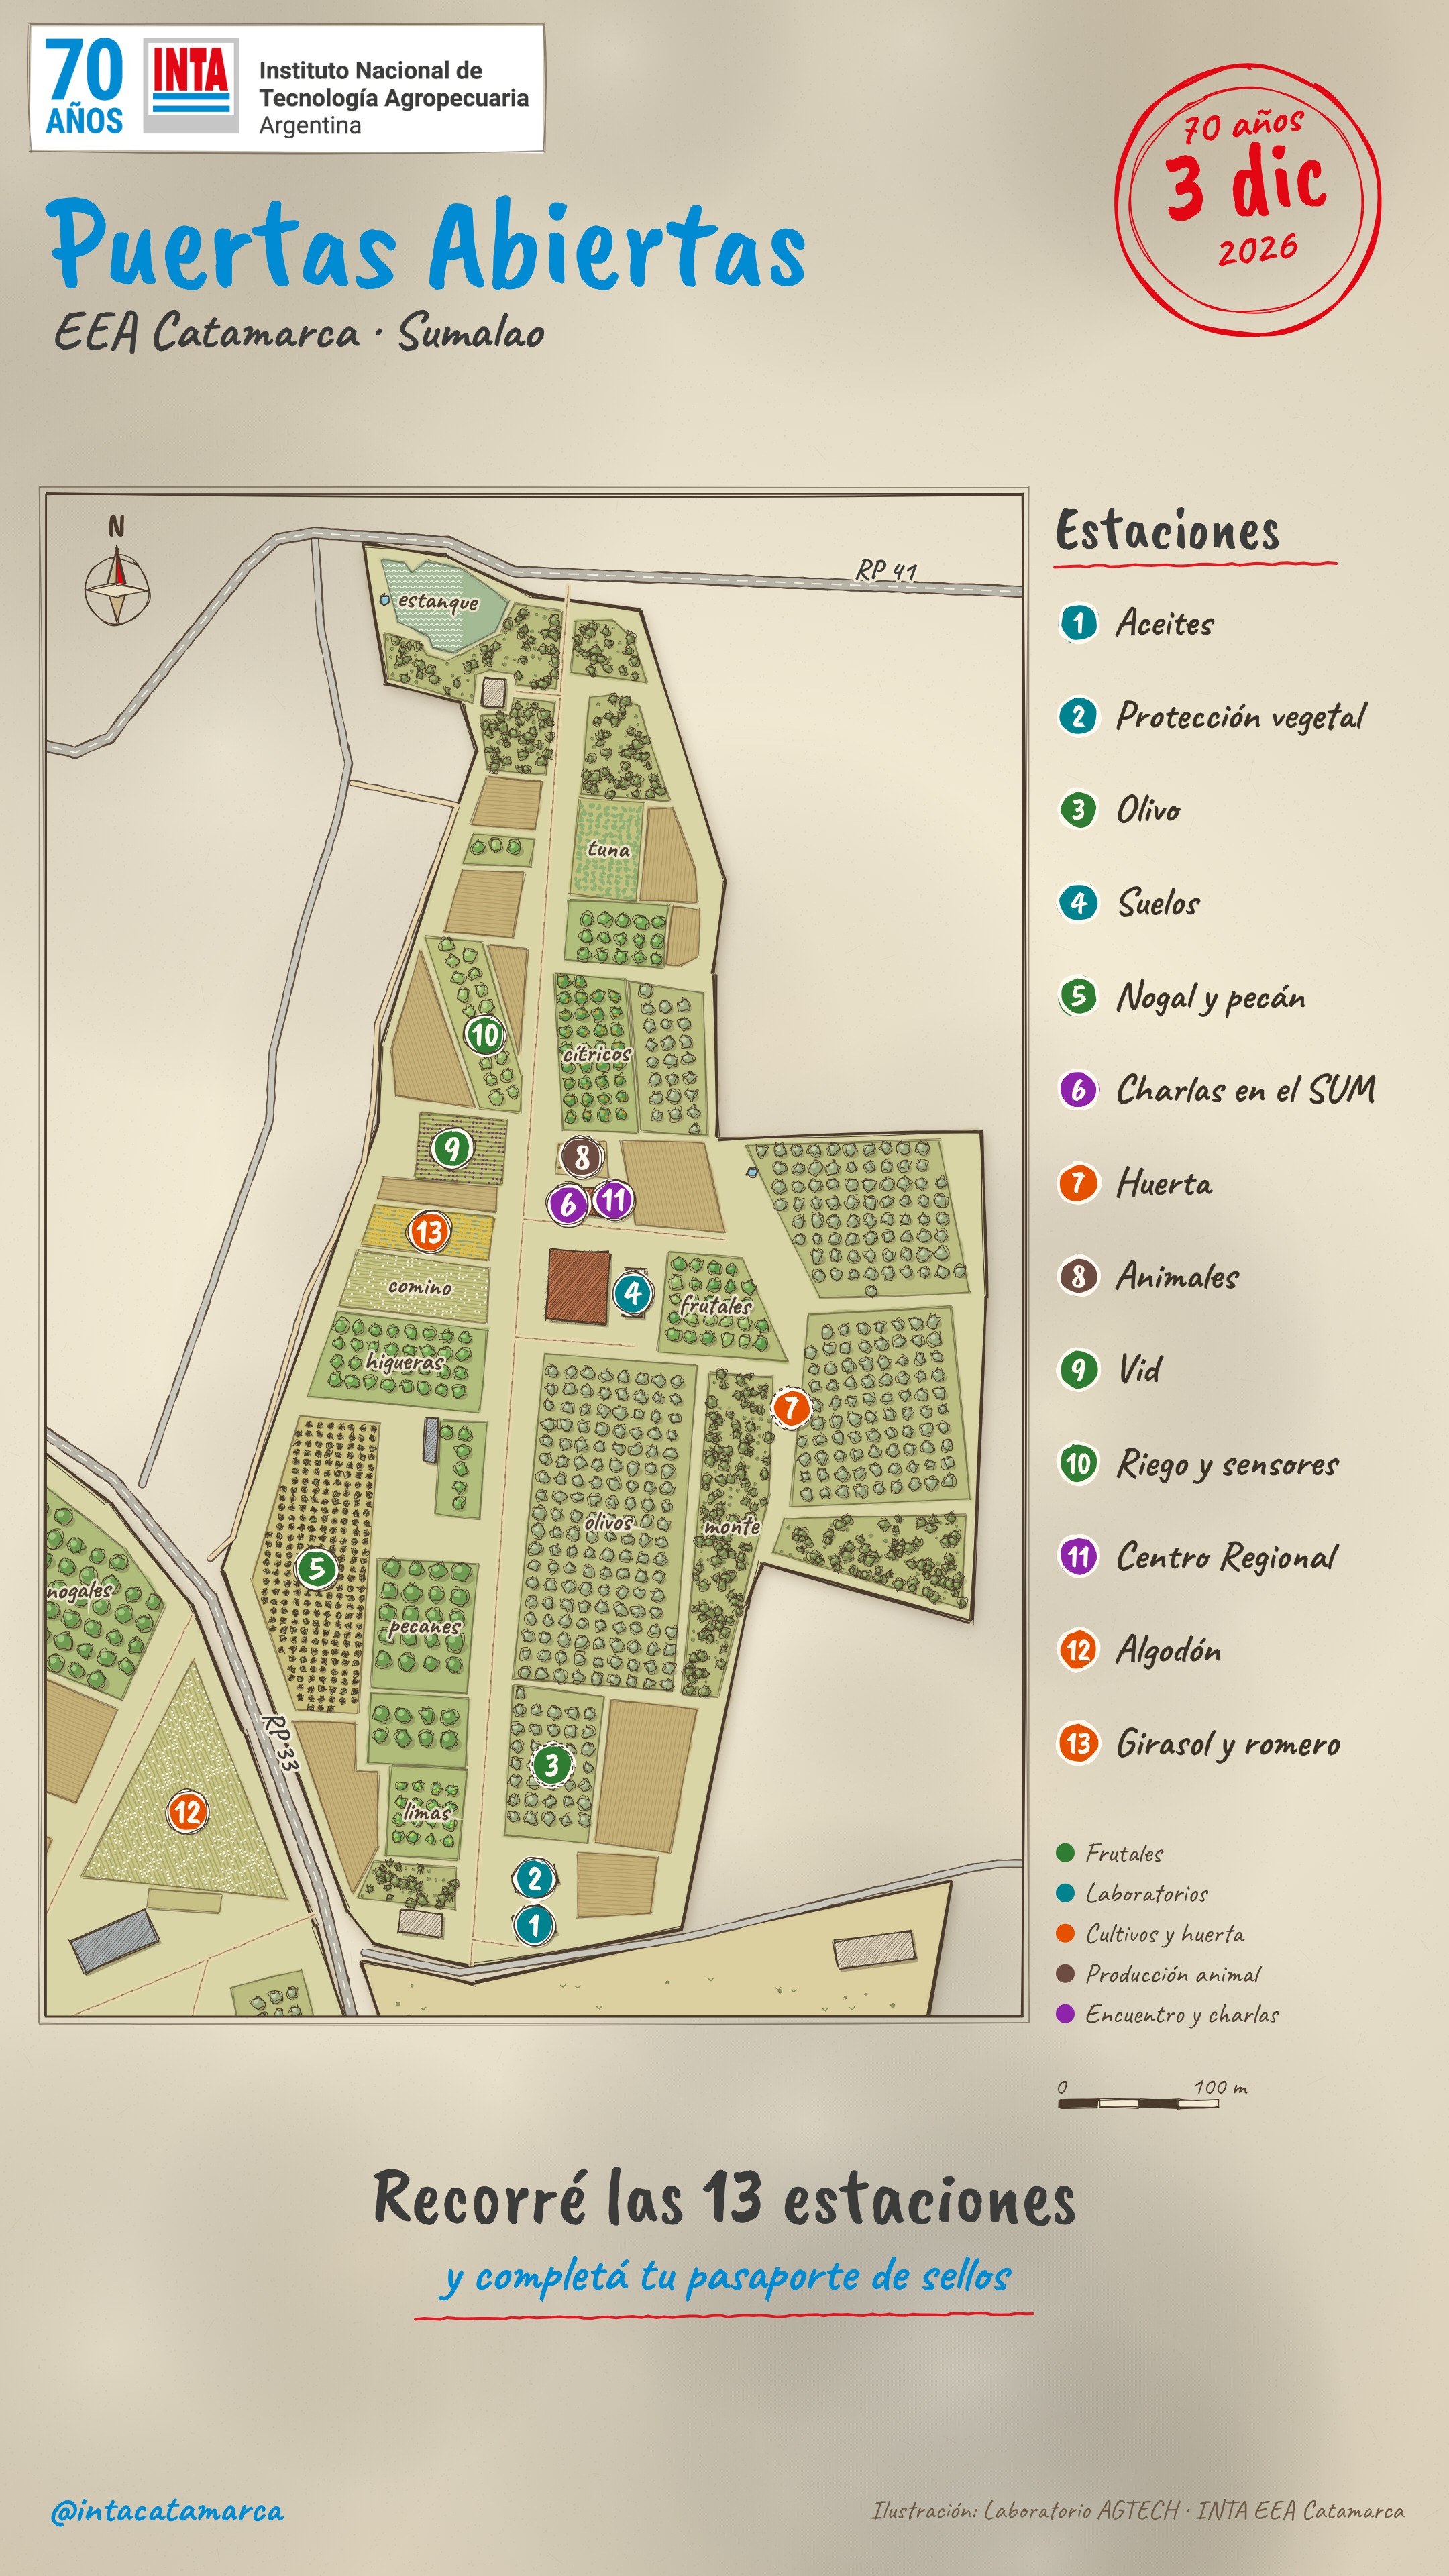 70
AÑOS
INTA
Instituto Nacional de
Tecnología Agropecuaria
Argentina
70 años
3 dic
2026
Puertas Abiertas
EEA Catamarca · Sumalao
N
RP 41
estanque
tuna
10
cítricos
9
8
6
11
13
comino
4
frutales
higueras
7
olivos
monte
5
nogales
pecanes
RP 33
3
12
limas
2
1
Estaciones
1 Aceites
2 Protección vegetal
3 Olivo
4 Suelos
5 Nogal y pecán
6 Charlas en el SUM
7 Huerta
8 Animales
9 Vid
10 Riego y sensores
11 Centro Regional
12 Algodón
13 Girasol y romero
Frutales
Laboratorios
Cultivos y huerta
Producción animal
Encuentro y charlas
0 100 m
Recorré las 13 estaciones
y completá tu pasaporte de sellos
@intacatamarca
Ilustración: Laboratorio AGTECH · INTA EEA Catamarca